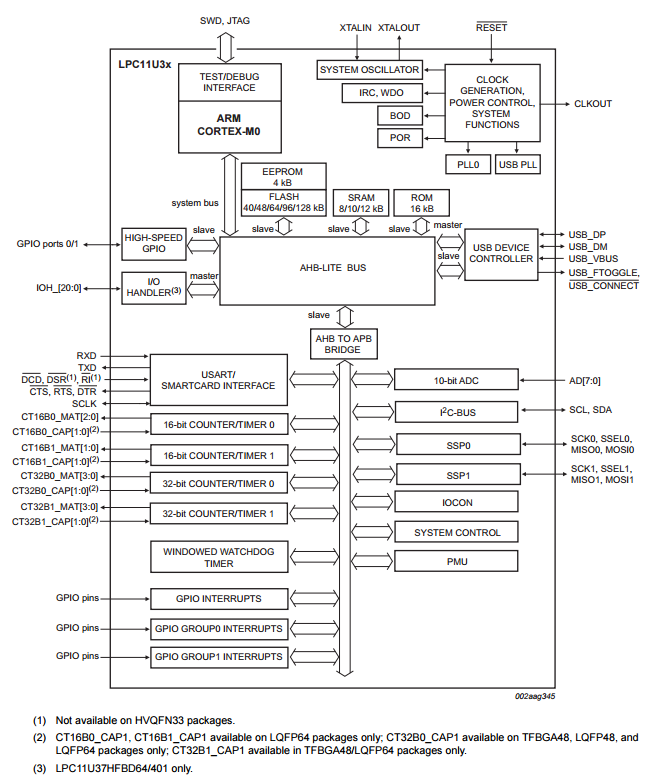 SWD, JTAG
XTALIN XTALOUT
RESET
LPC11U3x
TEST/DEBUG
INTERFACE
ARM
CORTEX-M0
SYSTEM OSCILLATOR
IRC, WDO
BOD
POR
CLOCK
GENERATION,
POWER CONTROL,
SYSTEM
FUNCTIONS
CLKOUT
PLL0
USB PLL
system bus
EEPROM
4 kB
FLASH
40/48/64/96/128 kB
SRAM
8/10/12 kB
ROM
16 kB
slave
slave
slave
slave
master
slave
GPIO ports 0/1
HIGH-SPEED
GPIO
AHB-LITE BUS
USB DEVICE
CONTROLLER
USB_DP
USB_DM
USB_VBUS
USB_FTOGGLE,
USB_CONNECT
IOH_[20:0]
I/O
HANDLER(3)
master
slave
AHB TO APB
BRIDGE
RXD
TXD
DCD, DSR(1), RI(1)
CTS, RTS, DTR
SCLK
USART/
SMARTCARD INTERFACE
10-bit ADC
AD[7:0]
CT16B0_MAT[2:0]
CT16B0_CAP[1:0](2)
16-bit COUNTER/TIMER 0
I2C-BUS
SCL, SDA
CT16B1_MAT[1:0]
CT16B1_CAP[1:0](2)
16-bit COUNTER/TIMER 1
SSP0
SCK0, SSEL0,
MISO0, MOSI0
CT32B0_MAT[3:0]
CT32B0_CAP[1:0](2)
32-bit COUNTER/TIMER 0
SSP1
SCK1, SSEL1,
MISO1, MOSI1
CT32B1_MAT[3:0]
CT32B1_CAP[1:0](2)
32-bit COUNTER/TIMER 1
IOCON
SYSTEM CONTROL
WINDOWED WATCHDOG
TIMER
PMU
GPIO pins
GPIO INTERRUPTS
GPIO pins
GPIO GROUP0 INTERRUPTS
GPIO pins
GPIO GROUP1 INTERRUPTS
002aag345
(1) Not available on HVQFN33 packages.
(2) CT16B0_CAP1, CT16B1_CAP1 available on LQFP64 packages only; CT32B0_CAP1 available on TFBGA48, LQFP48, and
LQFP64 packages only; CT32B1_CAP1 available in TFBGA48/LQFP64 packages only.
(3) LPC11U37HFBD64/401 only.